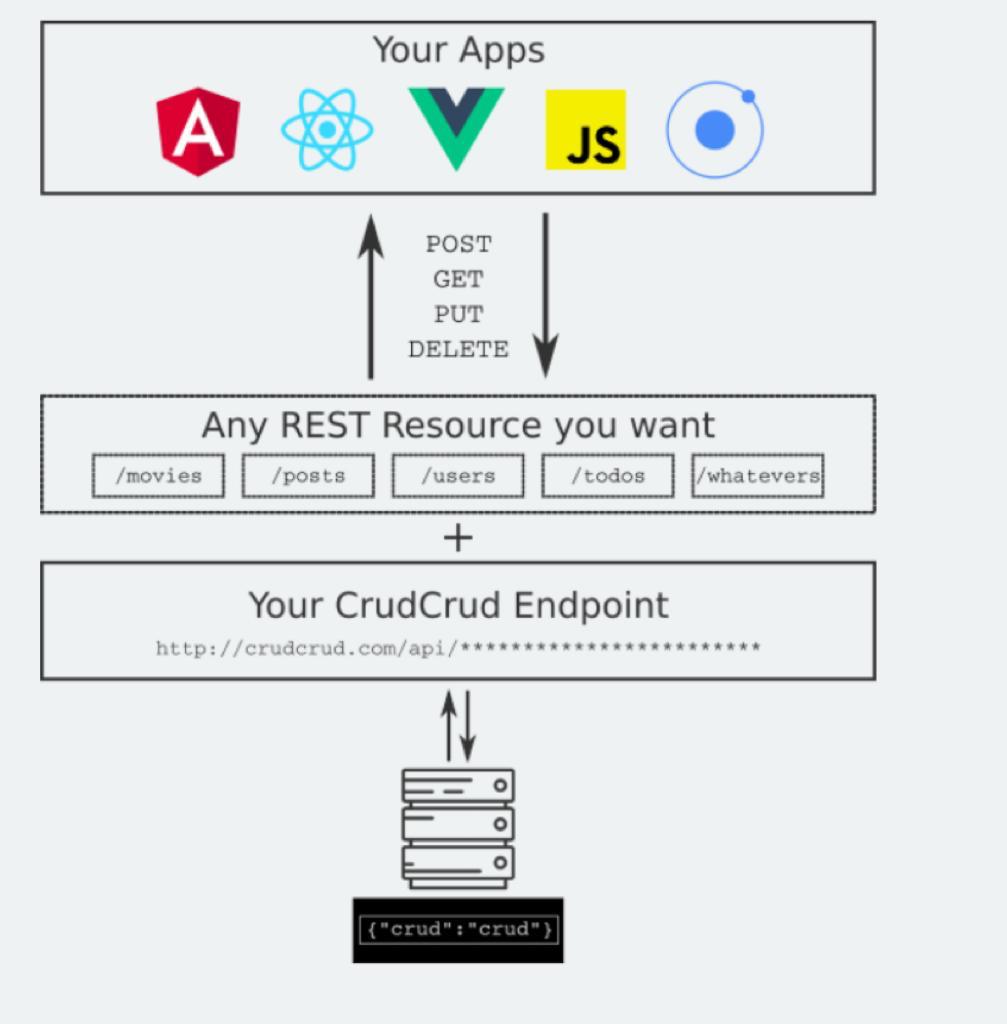 Your Apps
A
JS
POST
GET
PUT
DELETE
Any REST Resource you want
/movies /posts /users /todos /whatevers
+
Your CrudCrud Endpoint
http://crudcrud.com/api/************************
{"crud":"crud"}